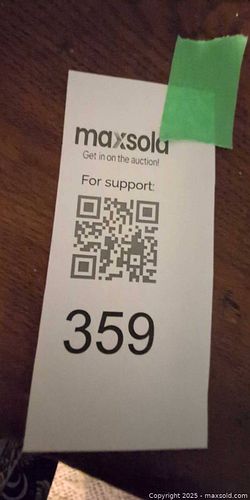 maxsold
Get in on the auction!
For support:
359
Copyright © 2025 - maxsold.com